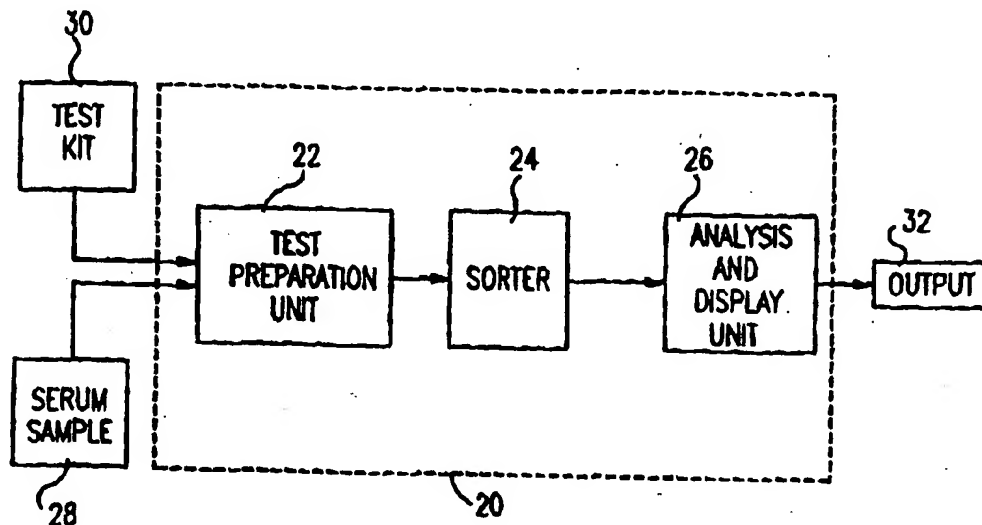 30
TEST
KIT
22
TEST
PREPARATION
UNIT
24
SORTER
26
ANALYSIS
AND
DISPLAY
UNIT
32
OUTPUT
SERUM
SAMPLE
28
20